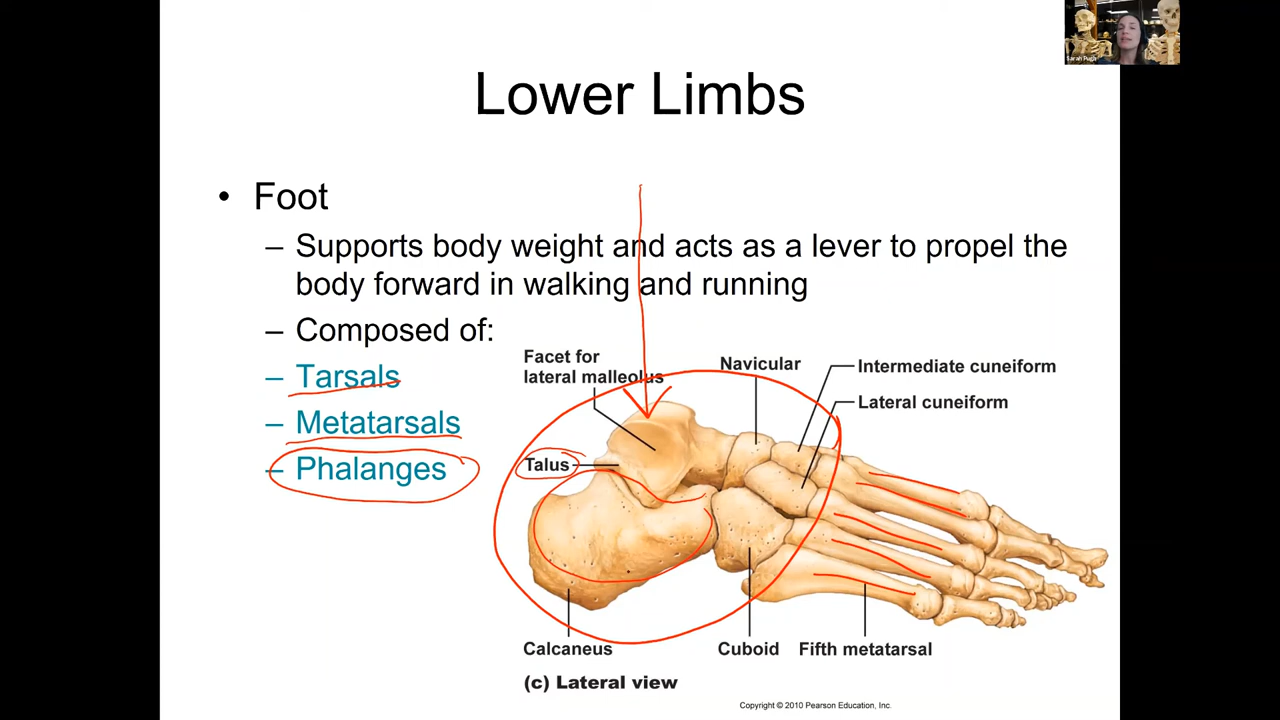 Sarah Pugh
Lower Limbs
• Foot
– Supports body weight and acts as a lever to propel the
body forward in walking and running
– Composed of:
– Tarsals
– Metatarsals
– Phalanges
Facet for
lateral malleolus
Navicular
Intermediate cuneiform
Lateral cuneiform
Talus
Calcaneus
Cuboid
Fifth metatarsal
(c) Lateral view
Copyright © 2010 Pearson Education, Inc.